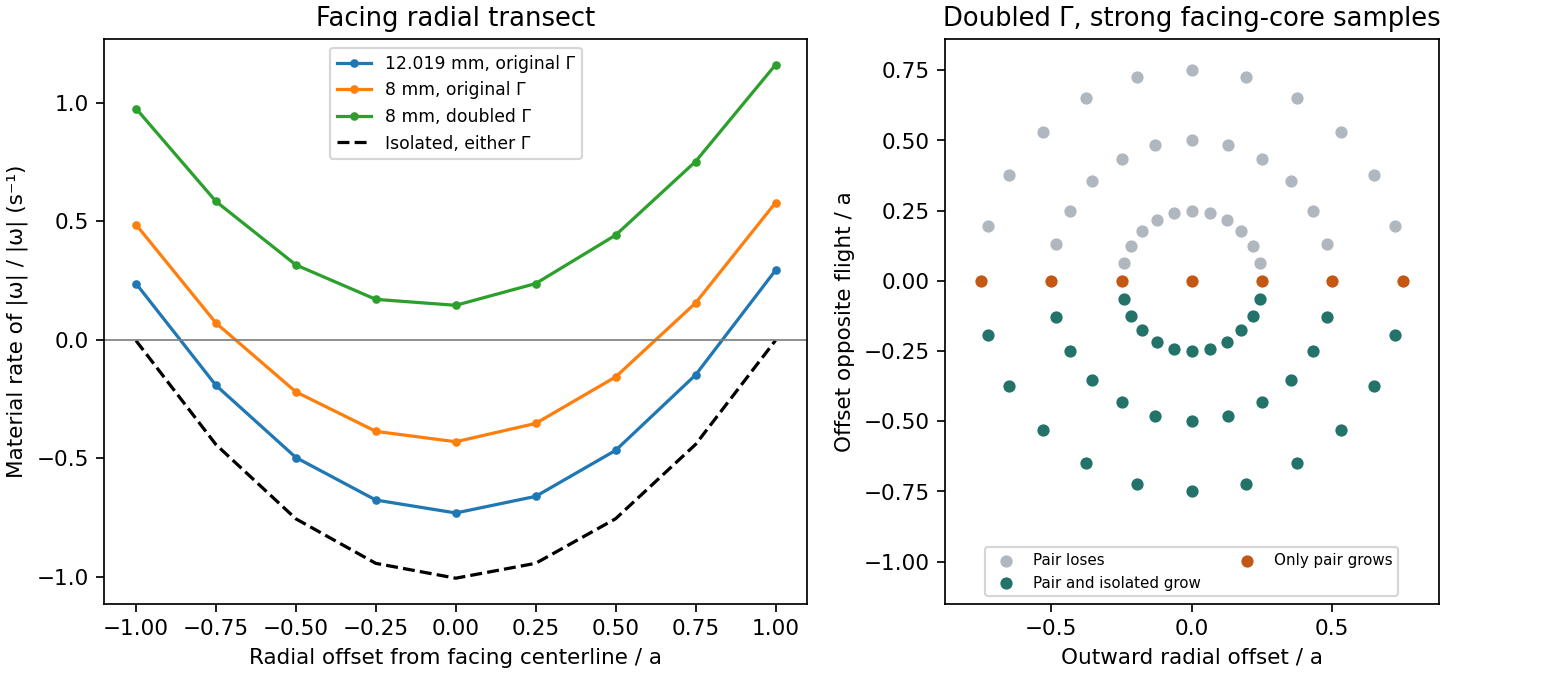 Facing radial transect
Material rate of |ω| / |ω| (s⁻¹)
1.0
0.5
0.0
−0.5
−1.0
12.019 mm, original Γ
8 mm, original Γ
8 mm, doubled Γ
Isolated, either Γ
−1.00 −0.75 −0.50 −0.25 0.00 0.25 0.50 0.75 1.00
Radial offset from facing centerline / a
Doubled Γ, strong facing-core samples
Offset opposite flight / a
0.75
0.50
0.25
0.00
−0.25
−0.50
−0.75
−1.00
Pair loses
Pair and isolated grow
Only pair grows
−0.5 0.0 0.5
Outward radial offset / a